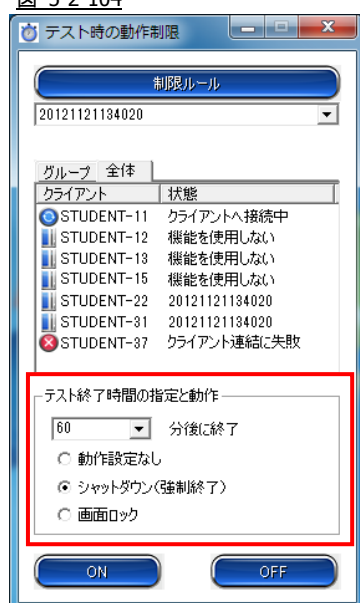 図 5-2-104
テスト時の動作制限
制限ルール
20121121134020
グループ 全体
クライアント 状態
STUDENT-11 クライアントへ接続中
STUDENT-12 機能を使用しない
STUDENT-13 機能を使用しない
STUDENT-15 機能を使用しない
STUDENT-22 20121121134020
STUDENT-31 20121121134020
STUDENT-37 クライアント連結に失敗
テスト終了時間の指定と動作
60 分後に終了
動作設定なし
シャットダウン(強制終了)
画面ロック
ON OFF